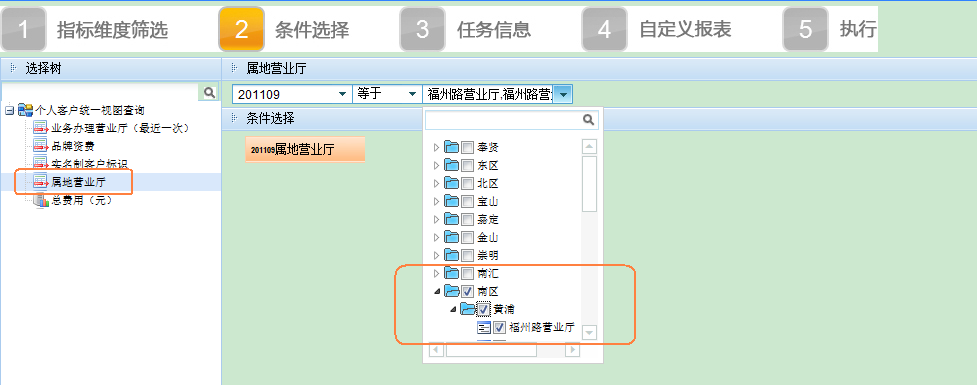 1 指标维度筛选 2 条件选择 3 任务信息 4 自定义报表 5 执行
选择树
属地营业厅
201109 等于 福州路营业厅,福州路营
个人客户统一视图查询
业务办理营业厅（最近一次）
品牌资费
实名制客户标识
属地营业厅
总费用（元）
条件选择
201109属地营业厅
奉贤
东区
北区
宝山
嘉定
金山
崇明
南汇
南区
黄浦
福州路营业厅